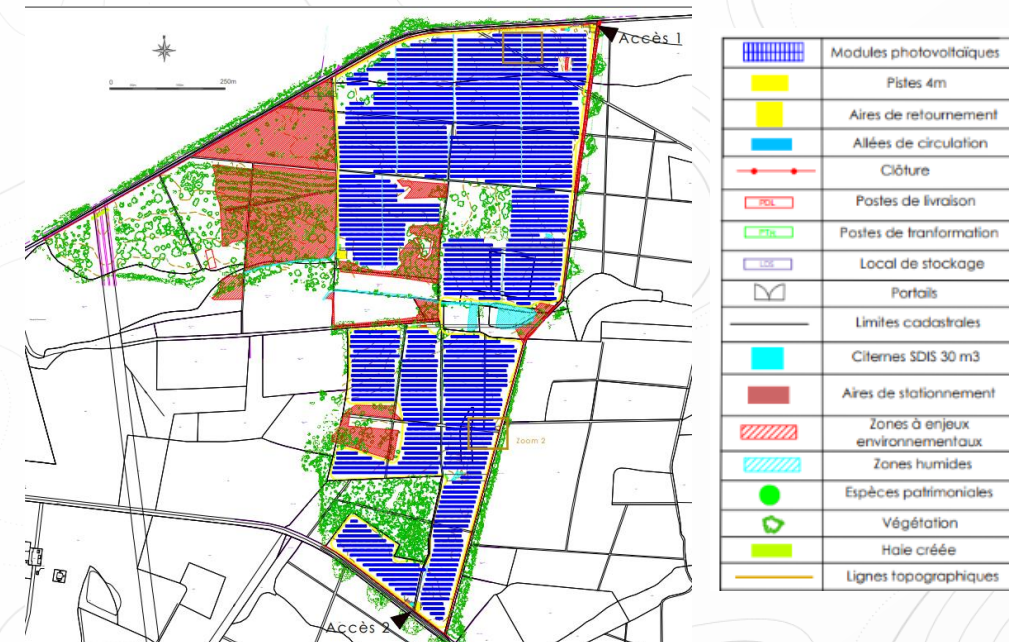 Accès 1
0
250m
Zoom 2
Accès 2
Modules photovoltaïques
Pistes 4m
Aires de retournement
Allées de circulation
Clôture
PDL
Postes de livraison
Postes de tranformation
Local de stockage
Portails
Limites cadastrales
Citernes SDIS 30 m3
Aires de stationnement
Zones à enjeux
environnementaux
Zones humides
Espèces patrimoniales
Végétation
Haie créée
Lignes topographiques